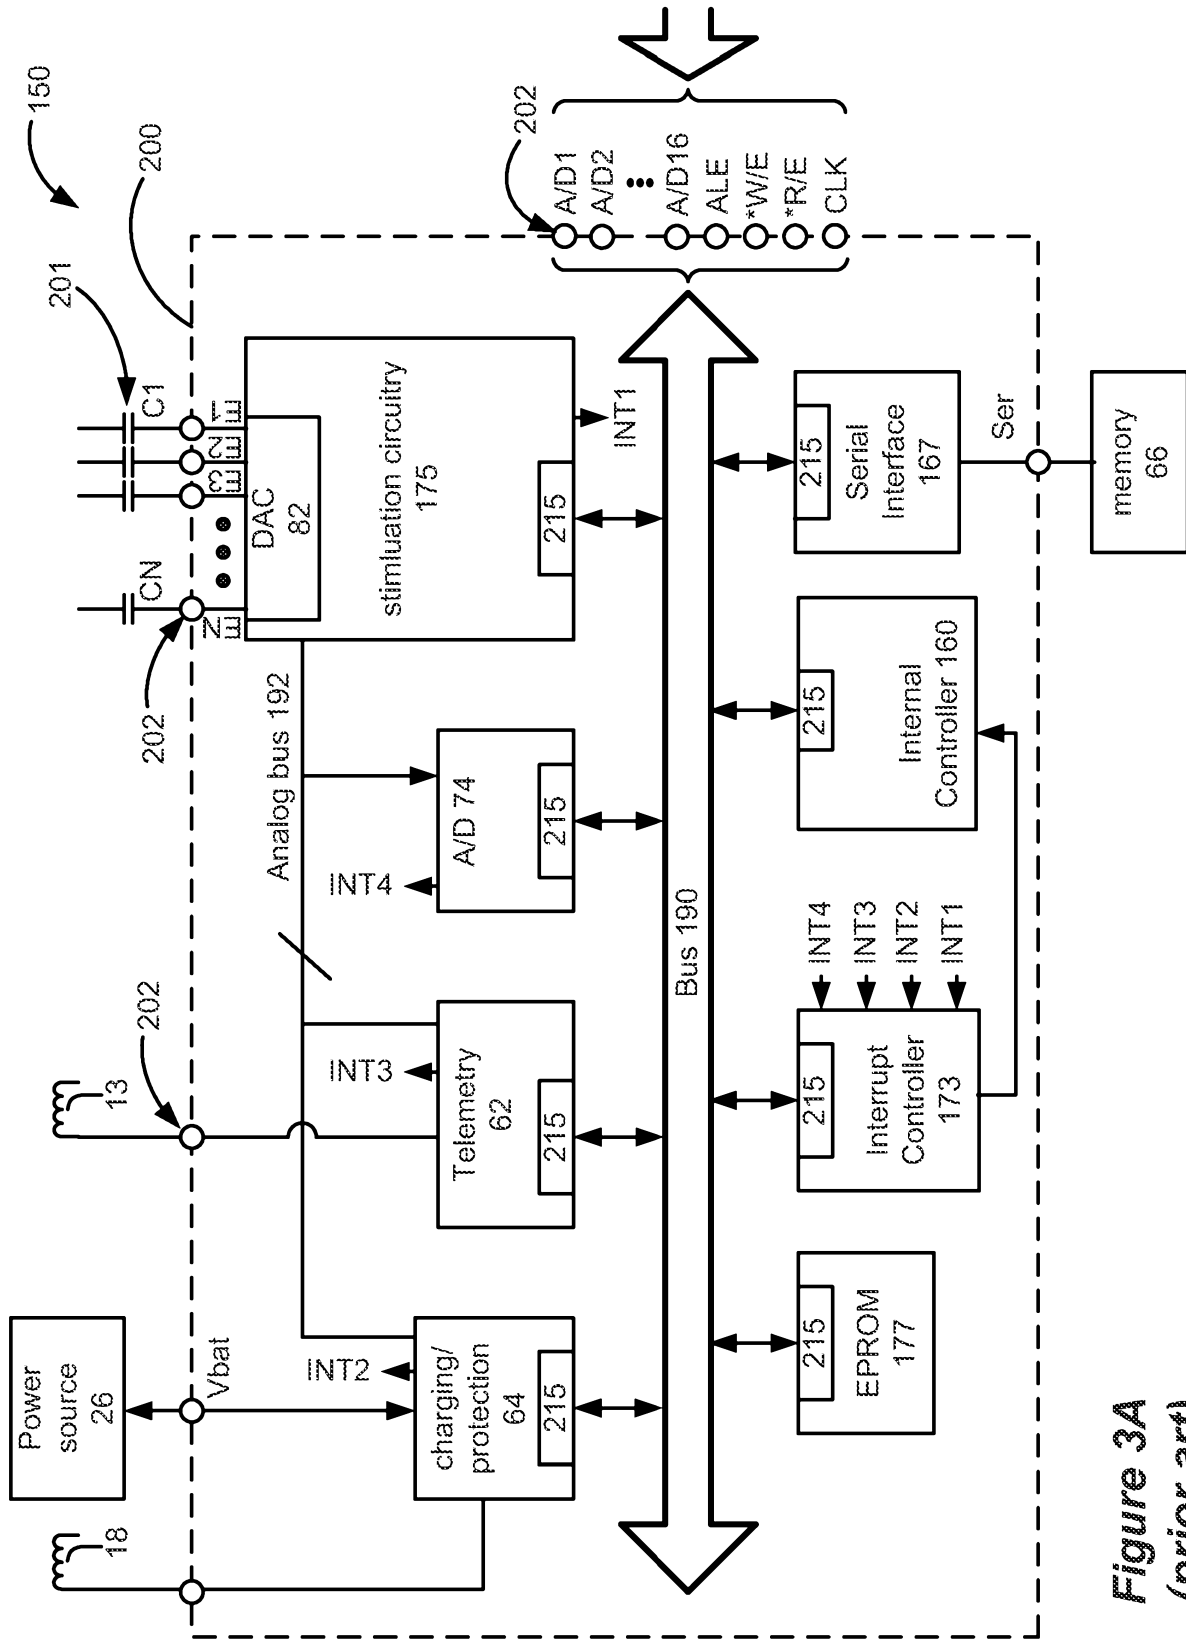 150
200
201
C1
CN
202
E1
E2
E3
EN
DAC
82
stimluation circuitry
175
215
INT1
Analog bus 192
A/D 74
215
INT4
13
202
Telemetry
62
215
INT3
Power
source
26
Vbat
18
charging/
protection
64
215
INT2
Bus 190
202
A/D1
A/D2
A/D16
ALE
*W/E
*R/E
CLK
215
EPROM
177
215
Interrupt
Controller
173
INT4
INT3
INT2
INT1
215
Internal
Controller 160
215
Serial
Interface
167
Ser
memory
66
Figure 3A
(prior art)